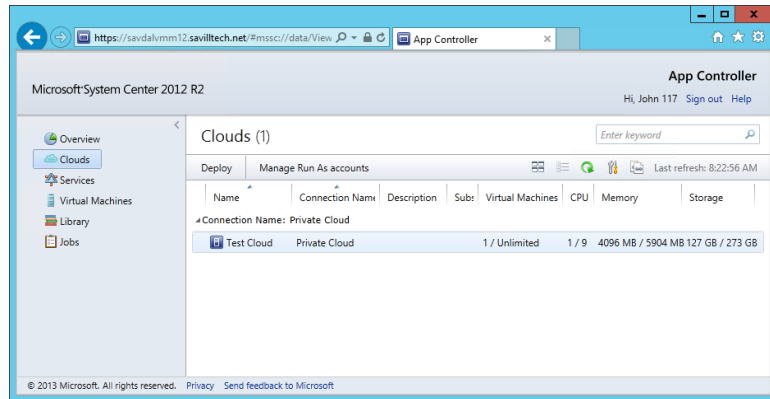 https://savdalvmm12.savilltech.net/#mssc://data/View
App Controller
Microsoft System Center 2012 R2
App Controller
Hi, John 117 Sign out Help
Overview
Clouds
Services
Virtual Machines
Library
Jobs
Clouds (1)
Enter keyword
Deploy Manage Run As accounts
Last refresh: 8:22:56 AM
Name Connection Name Description Subs Virtual Machines CPU Memory Storage
Connection Name: Private Cloud
Test Cloud Private Cloud 1 / Unlimited 1 / 9 4096 MB / 5904 MB 127 GB / 273 GB
© 2013 Microsoft. All rights reserved. Privacy Send feedback to Microsoft